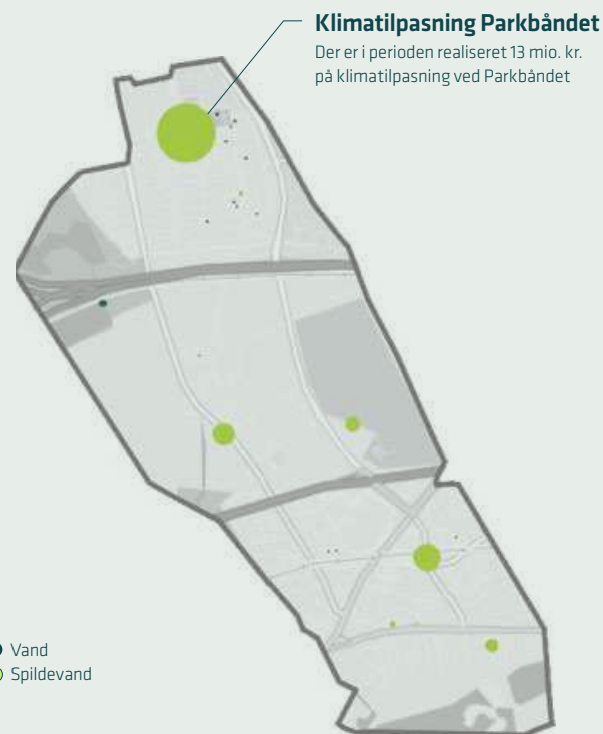 Klimatilpasning Parkbåndet
Der er i perioden realiseret 13 mio. kr.
på klimatilpasning ved Parkbåndet
Vand
Spildevand